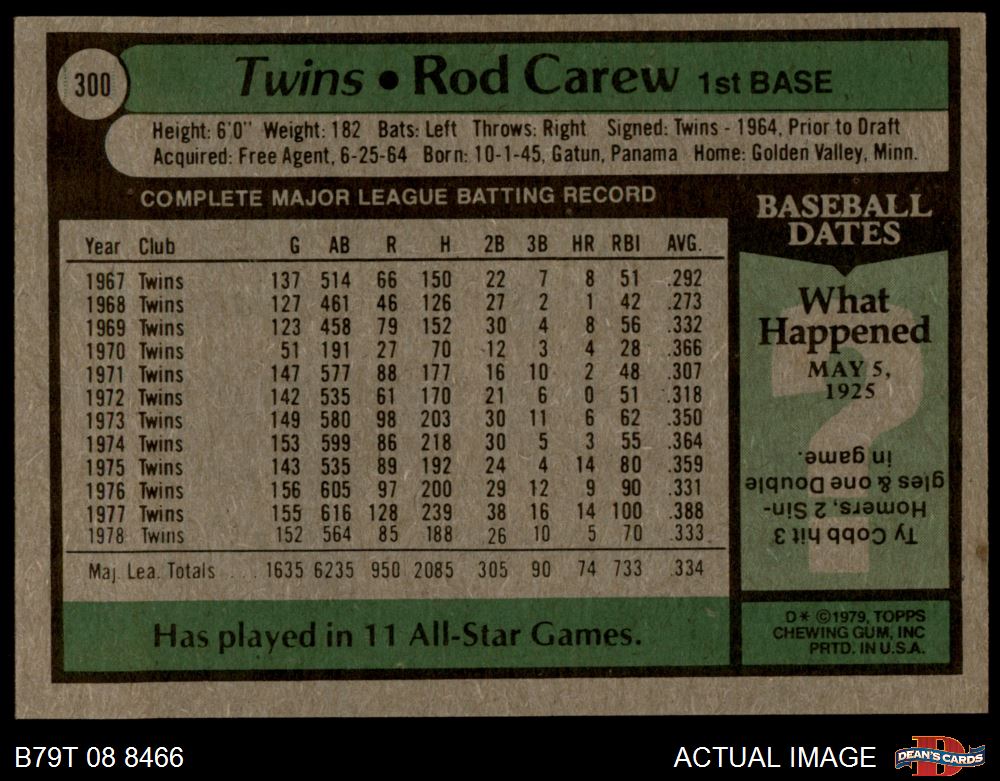 300
Twins • Rod Carew 1st BASE
Height: 6'0" Weight: 182 Bats: Left Throws: Right Signed: Twins - 1964, Prior to Draft
Acquired: Free Agent, 6-25-64 Born: 10-1-45, Gatun, Panama Home: Golden Valley, Minn.
COMPLETE MAJOR LEAGUE BATTING RECORD
Year Club G AB R H 2B 3B HR RBI AVG.
1967 Twins 137 514 66 150 22 7 8 51 .292
1968 Twins 127 461 46 126 27 2 1 42 .273
1969 Twins 123 458 79 152 30 4 8 56 .332
1970 Twins 51 191 27 70 12 3 4 28 .366
1971 Twins 147 577 88 177 16 10 2 48 .307
1972 Twins 142 535 61 170 21 6 0 51 .318
1973 Twins 149 580 98 203 30 11 6 62 .350
1974 Twins 153 599 86 218 30 5 3 55 .364
1975 Twins 143 535 89 192 24 4 14 80 .359
1976 Twins 156 605 97 200 29 12 9 90 .331
1977 Twins 155 616 128 239 38 16 14 100 .388
1978 Twins 152 564 85 188 26 10 5 70 .333
Maj. Lea. Totals .... 1635 6235 950 2085 305 90 74 733 .334
Has played in 11 All-Star Games.
BASEBALL
DATES
What
Happened
MAY 5,
1925
Ty Cobb hit 3
Homers, 2 Sin-
gles & one Double
in game.
D* ©1979, TOPPS
CHEWING GUM, INC
PRTD. IN U.S.A.
B79T 08 8466
ACTUAL IMAGE
D
DEAN'S CARDS